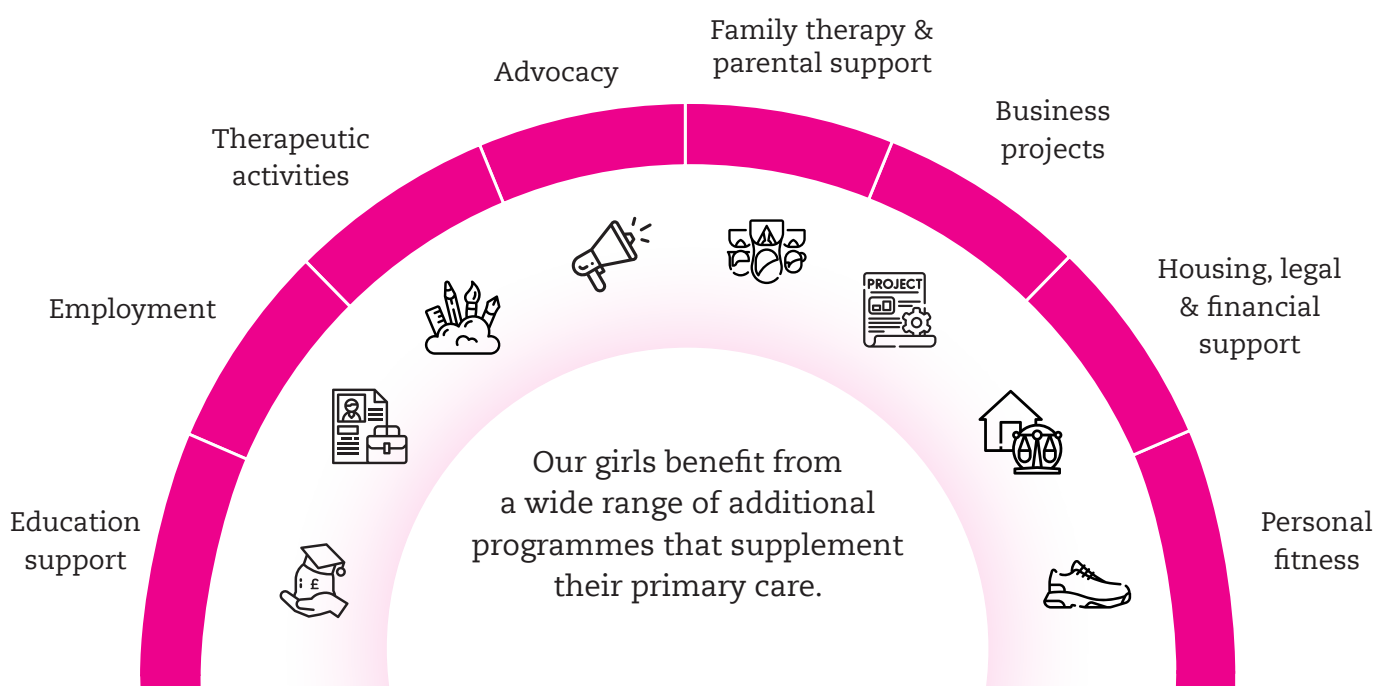 Family therapy &
parental support
Advocacy
Business
projects
Therapeutic
activities
Housing, legal
& financial
support
PROJECT
Employment
Our girls benefit from
a wide range of additional
programmes that supplement
their primary care.
Education
support
Personal
fitness
£